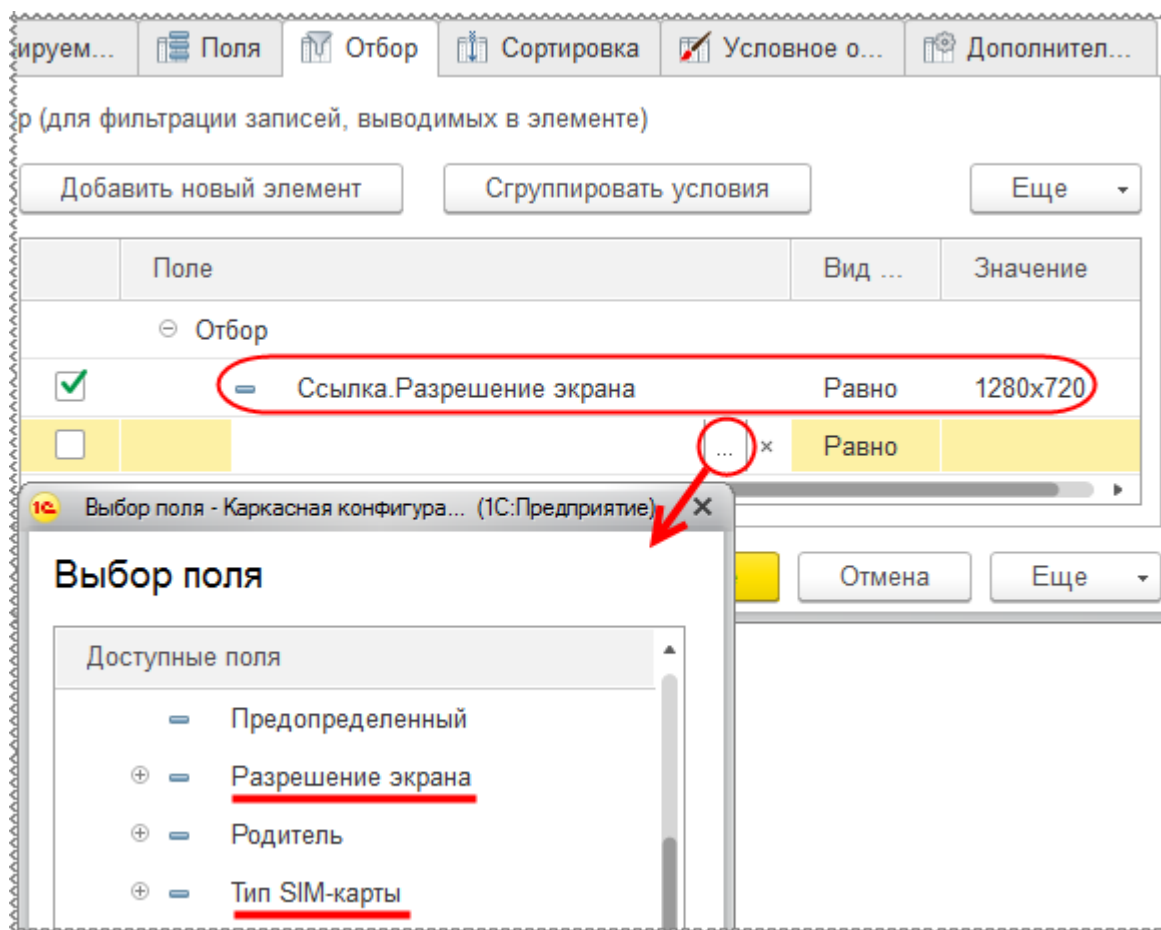 ируем... Поля Отбор Сортировка Условное о... Дополнител...
р (для фильтрации записей, выводимых в элементе)
Добавить новый элемент Сгруппировать условия Еще
Поле Вид ... Значение
Отбор
Ссылка.Разрешение экрана Равно 1280x720
... × Равно
1С Выбор поля - Каркасная конфигура... (1С:Предприятие)
Выбор поля
Отмена Еще
Доступные поля
Предопределенный
Разрешение экрана
Родитель
Тип SIM-карты